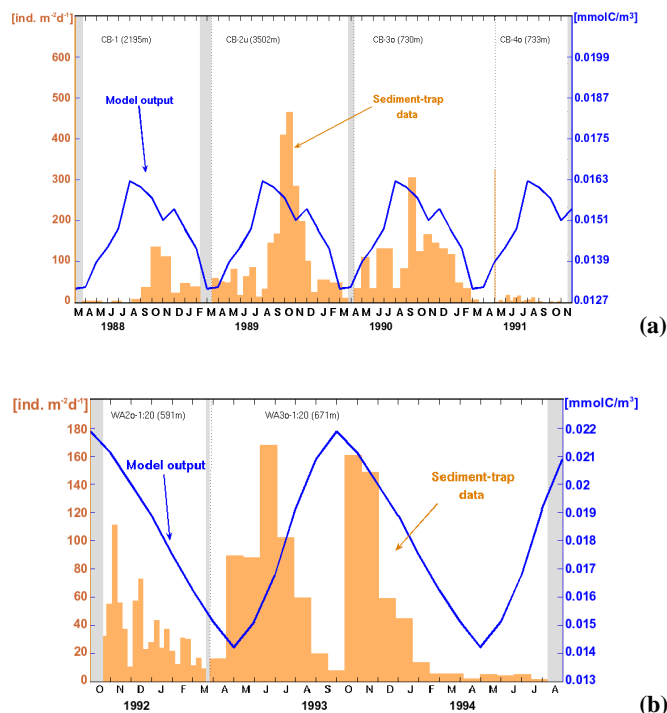 [ind. m-2d-1] [mmolC/m3]
600 CB-1 (2195m) CB-2u (3502m) CB-3o (730m) CB-4o (733m) 0.0199
500 Model output Sediment-trap data 0.0187
400 0.0175
300 0.0163
200 0.0151
100 0.0139
0 0.0127
M A M J J A S O N D J F M A M J J A S O N D J F M A M J J A S O N D J F M A M J J A S O N
1988 1989 1990 1991
(a)
[ind. m-2d-1] [mmolC/m3]
180 WA2o-1:20 (591m) WA3o-1:20 (671m) 0.022
160 Model output 0.021
140 Sediment-trap data 0.020
120 0.019
100 0.018
80 0.017
60 0.016
40 0.015
20 0.014
0 0.013
O N D J F M A M J J A S O N D J F M A M J J A
1992 1993 1994
(b)